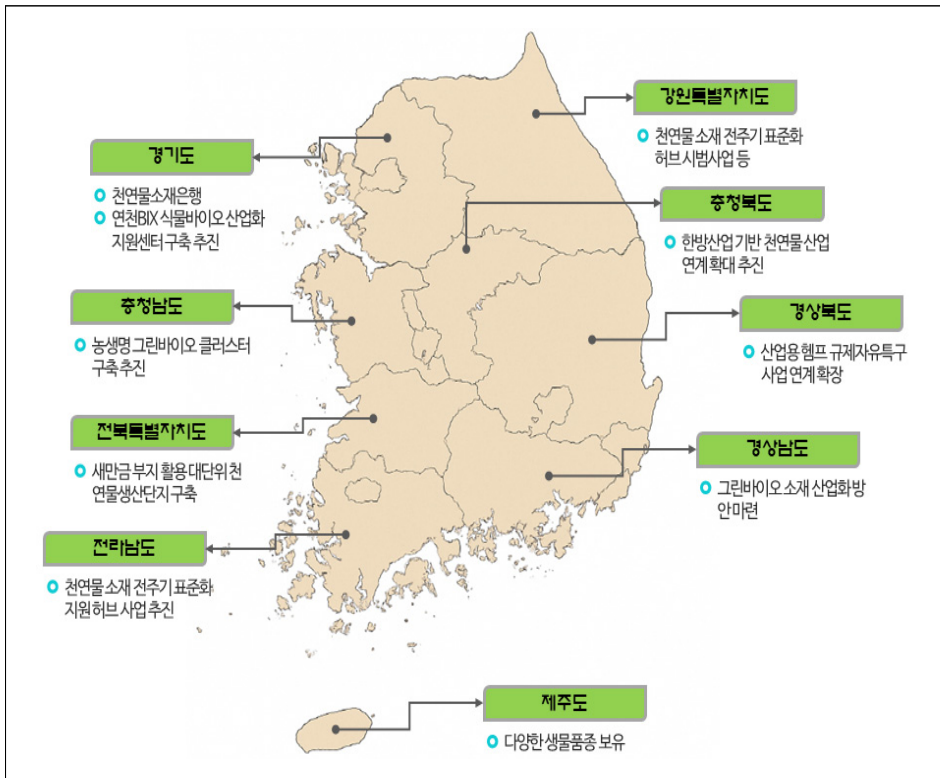 강원특별자치도
천연물 소재 전주기 표준화
허브 시범사업 등
경기도
천연물소재은행
연천BIX 식물바이오 산업화
지원센터 구축 추진
충청북도
한방산업 기반 천연물 산업
연계 확대 추진
충청남도
농생명 그린바이오 클러스터
구축 추진
경상북도
산업용 헴프 규제자유특구
사업 연계 확장
전북특별자치도
새만금 부지 활용 대단위 천
연물생산단지 구축
경상남도
그린바이오 소재 산업화 방
안 마련
전라남도
천연물 소재 전주기 표준화
지원 허브 사업 추진
제주도
다양한 생물품종 보유